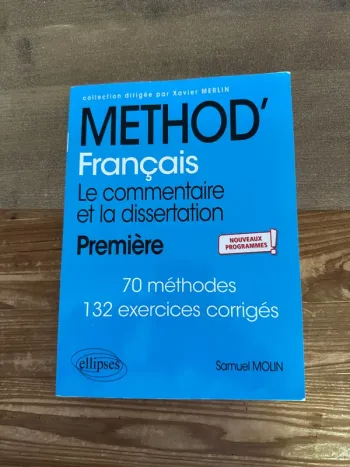 collection dirigée par Xavier MERLIN
METHOD'
Français
Le commentaire
et la dissertation
Première
NOUVEAUX
PROGRAMMES !
70 méthodes
132 exercices corrigés
ellipses
Samuel MOLIN